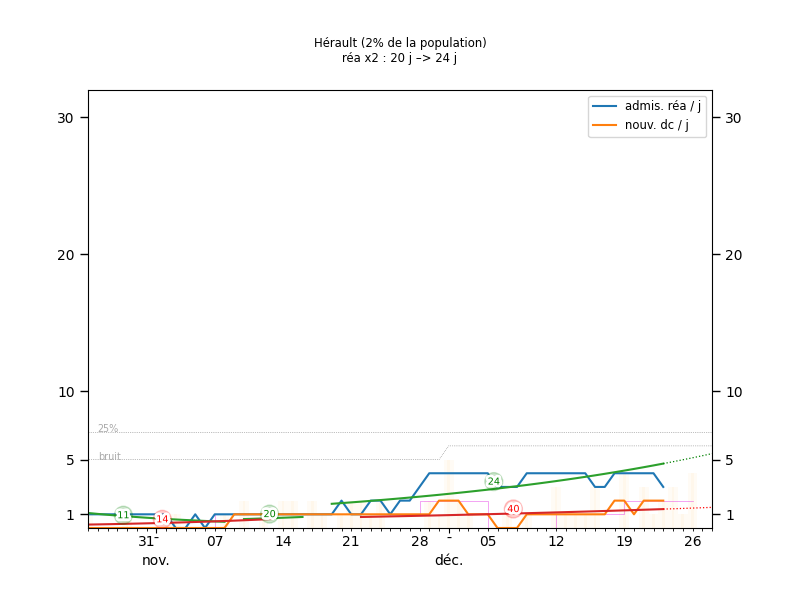 Hérault (2% de la population)
réa x2 : 20 j –> 24 j
admis. réa / j
nouv. dc / j
30 30
20 20
10 10
25%
bruit
5 5
24
40
11 14 20
1 1
31- 07 14 21 28 - 05 12 19 26
nov. déc.